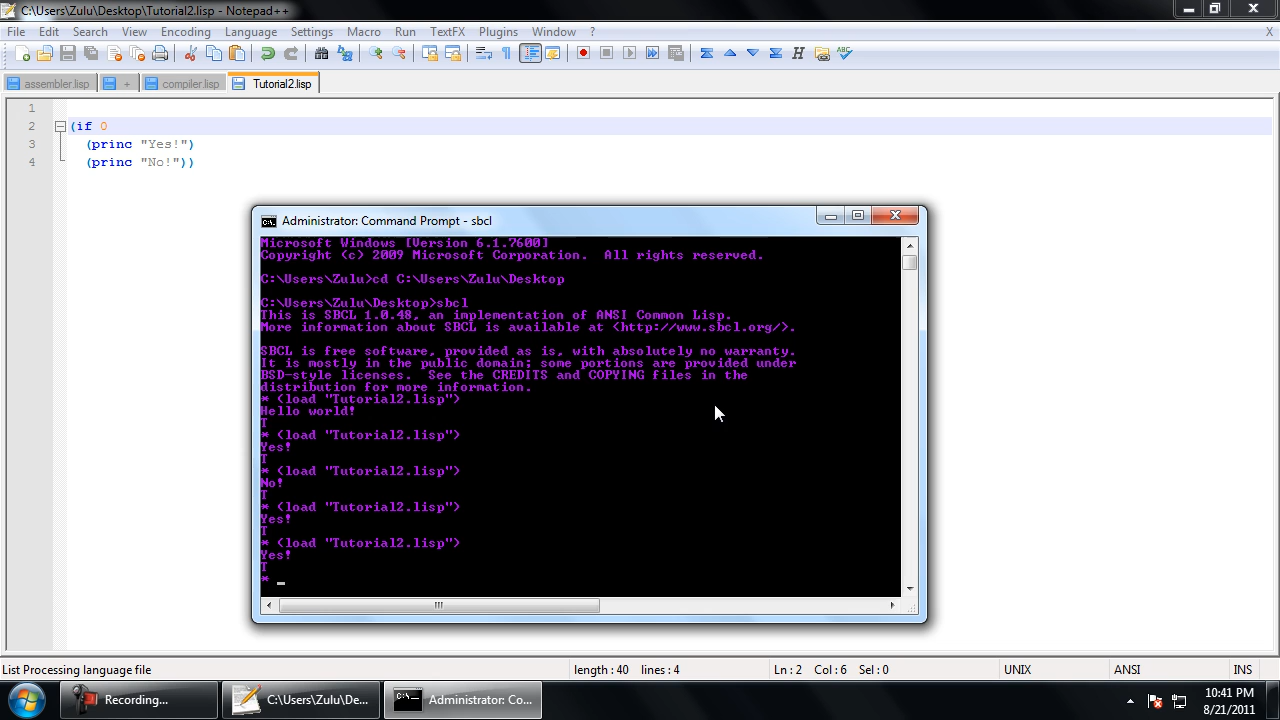 C:\Users\Zulu\Desktop\Tutorial2.lisp - Notepad++
File Edit Search View Encoding Language Settings Macro Run TextFX Plugins Window ? X
assembler.lisp + compiler.lisp Tutorial2.lisp
1
2 (if 0
3 (princ "Yes!")
4 (princ "No!"))
Administrator: Command Prompt - sbcl
Microsoft Windows [Version 6.1.7600]
Copyright (c) 2009 Microsoft Corporation. All rights reserved.
C:\Users\Zulu>cd C:\Users\Zulu\Desktop
C:\Users\Zulu\Desktop>sbcl
This is SBCL 1.0.48, an implementation of ANSI Common Lisp.
More information about SBCL is available at <http://www.sbcl.org/>.
SBCL is free software, provided as is, with absolutely no warranty.
It is mostly in the public domain; some portions are provided under
BSD-style licenses. See the CREDITS and COPYING files in the
distribution for more information.
* (load "Tutorial2.lisp")
Hello world!
T
* (load "Tutorial2.lisp")
Yes!
T
* (load "Tutorial2.lisp")
No!
T
* (load "Tutorial2.lisp")
Yes!
T
* (load "Tutorial2.lisp")
Yes!
T
* _
List Processing language file length : 40 lines : 4 Ln : 2 Col : 6 Sel : 0 UNIX ANSI INS
Recording... C:\Users\Zulu\De... Administrator: Co... 10:41 PM
8/21/2011